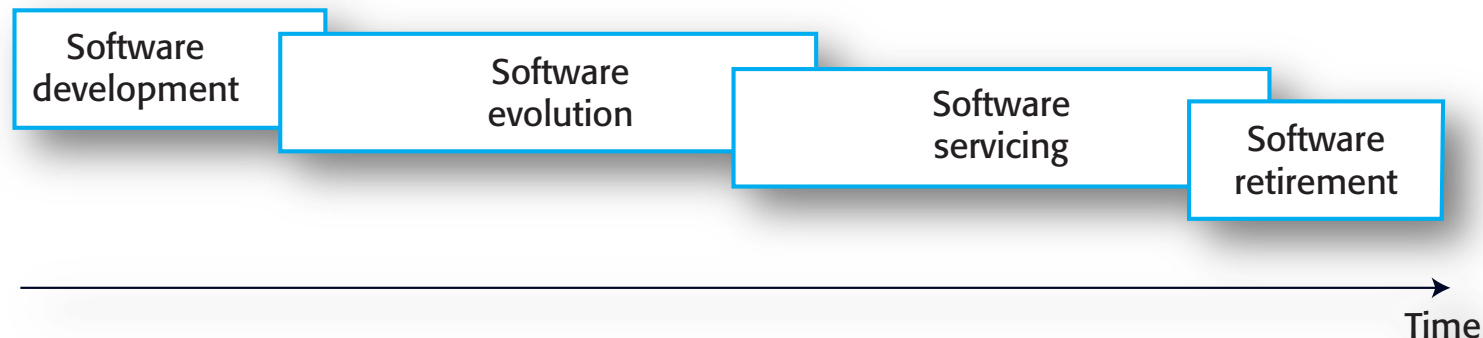 Software
development
Software
evolution
Software
servicing
Software
retirement
Time